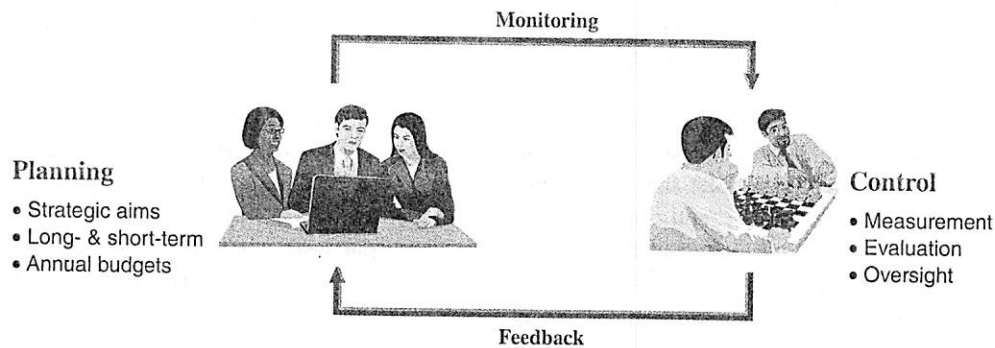 Monitoring
Planning
• Strategic aims
• Long- & short-term
• Annual budgets
Control
• Measurement
• Evaluation
• Oversight
Feedback